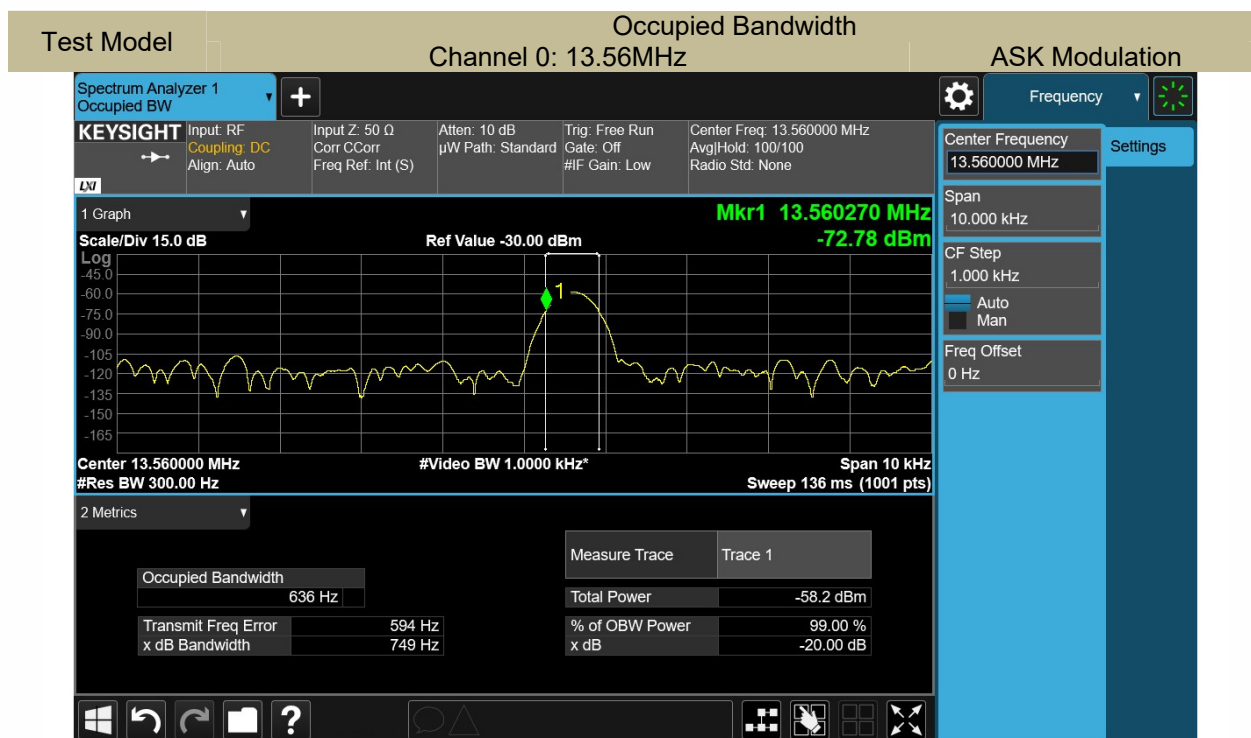 Test Model
Occupied Bandwidth
Channel 0: 13.56MHz
ASK Modulation
Spectrum Analyzer 1
Occupied BW
+
Frequency
KEYSIGHT
LXI
Input: RF
Coupling: DC
Align: Auto
Input Z: 50 Ω
Corr CCorr
Freq Ref: Int (S)
Atten: 10 dB
µW Path: Standard
Trig: Free Run
Gate: Off
#IF Gain: Low
Center Freq: 13.560000 MHz
Avg|Hold: 100/100
Radio Std: None
Center Frequency
13.560000 MHz
Settings
Span
10.000 kHz
CF Step
1.000 kHz
Auto
Man
Freq Offset
0 Hz
1 Graph
Mkr1 13.560270 MHz
Scale/Div 15.0 dB
Ref Value -30.00 dBm
-72.78 dBm
Log
-45.0
-60.0
-75.0
-90.0
-105
-120
-135
-150
-165
1
Center 13.560000 MHz
#Video BW 1.0000 kHz*
Span 10 kHz
#Res BW 300.00 Hz
Sweep 136 ms (1001 pts)
2 Metrics
Measure Trace
Trace 1
Occupied Bandwidth
636 Hz
Total Power
-58.2 dBm
Transmit Freq Error
594 Hz
% of OBW Power
99.00 %
x dB Bandwidth
749 Hz
x dB
-20.00 dB
?